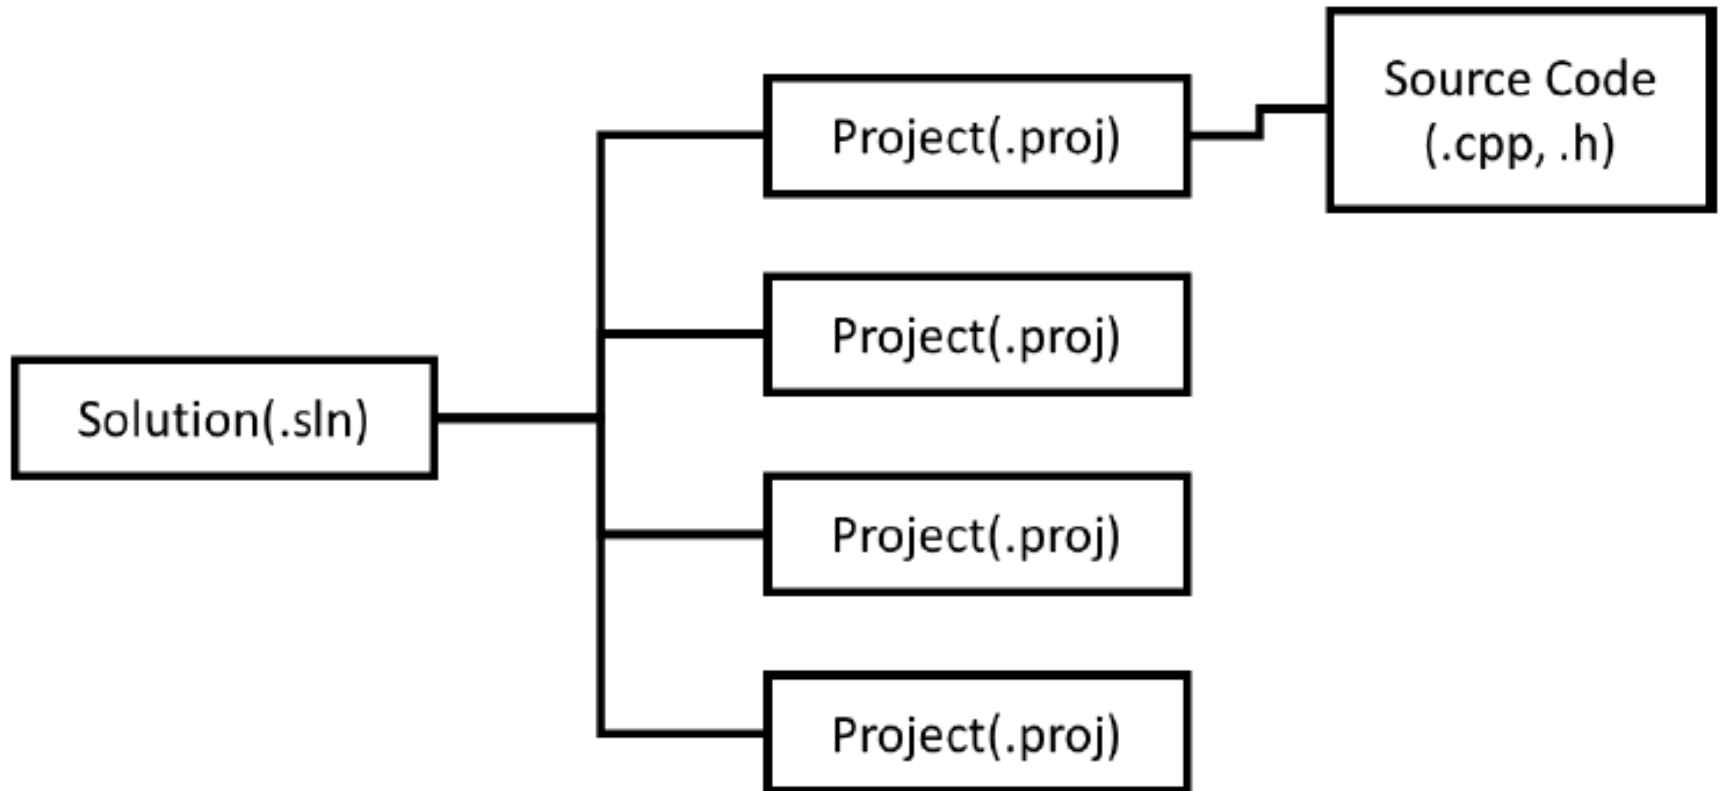 Source Code
(.cpp, .h)
Project(.proj)
Project(.proj)
Solution(.sln)
Project(.proj)
Project(.proj)